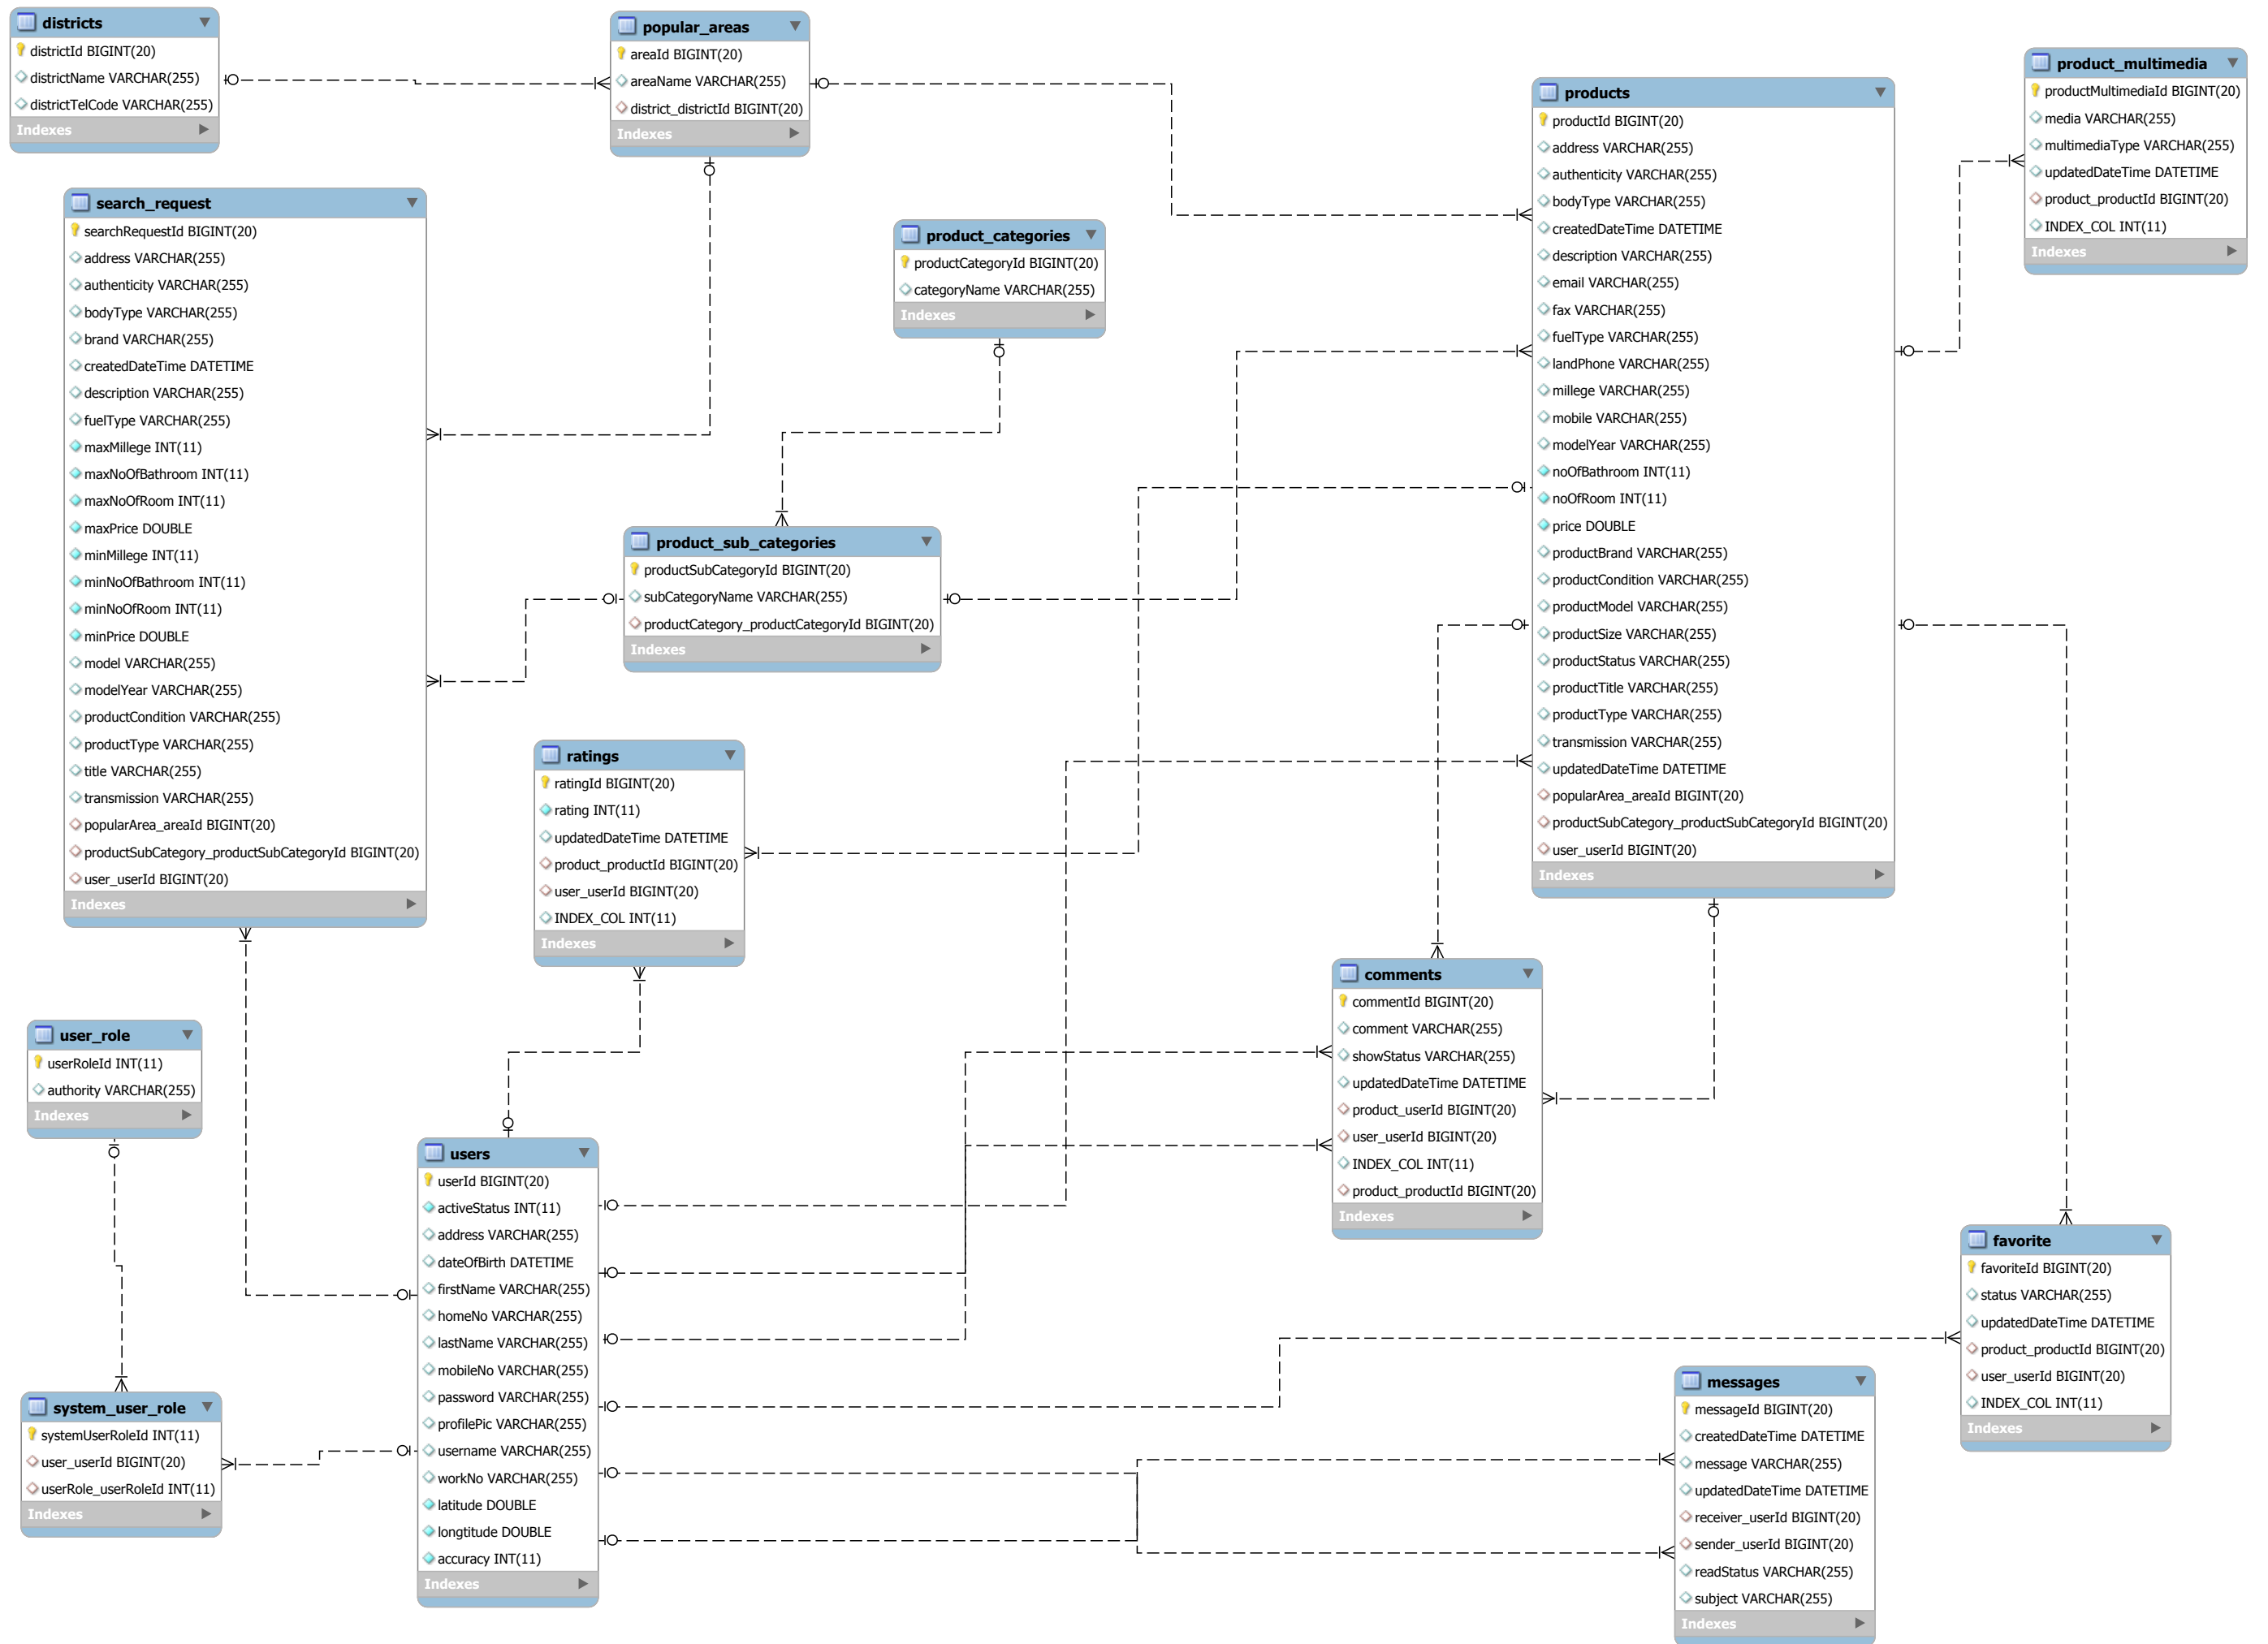 districts
districtId BIGINT(20)
districtName VARCHAR(255)
districtTelCode VARCHAR(255)
Indexes
popular_areas
areaId BIGINT(20)
areaName VARCHAR(255)
district_districtId BIGINT(20)
Indexes
products
productId BIGINT(20)
address VARCHAR(255)
authenticity VARCHAR(255)
bodyType VARCHAR(255)
createdDateTime DATETIME
description VARCHAR(255)
email VARCHAR(255)
fax VARCHAR(255)
fuelType VARCHAR(255)
landPhone VARCHAR(255)
millege VARCHAR(255)
mobile VARCHAR(255)
modelYear VARCHAR(255)
noOfBathroom INT(11)
noOfRoom INT(11)
price DOUBLE
productBrand VARCHAR(255)
productCondition VARCHAR(255)
productModel VARCHAR(255)
productSize VARCHAR(255)
productStatus VARCHAR(255)
productTitle VARCHAR(255)
productType VARCHAR(255)
transmission VARCHAR(255)
updatedDateTime DATETIME
popularArea_areaId BIGINT(20)
productSubCategory_productSubCategoryId BIGINT(20)
user_userId BIGINT(20)
Indexes
product_multimedia
productMultimediaId BIGINT(20)
media VARCHAR(255)
multimediaType VARCHAR(255)
updatedDateTime DATETIME
product_productId BIGINT(20)
INDEX_COL INT(11)
Indexes
search_request
searchRequestId BIGINT(20)
address VARCHAR(255)
authenticity VARCHAR(255)
bodyType VARCHAR(255)
brand VARCHAR(255)
createdDateTime DATETIME
description VARCHAR(255)
fuelType VARCHAR(255)
maxMillege INT(11)
maxNoOfBathroom INT(11)
maxNoOfRoom INT(11)
maxPrice DOUBLE
minMillege INT(11)
minNoOfBathroom INT(11)
minNoOfRoom INT(11)
minPrice DOUBLE
model VARCHAR(255)
modelYear VARCHAR(255)
productCondition VARCHAR(255)
productType VARCHAR(255)
title VARCHAR(255)
transmission VARCHAR(255)
popularArea_areaId BIGINT(20)
productSubCategory_productSubCategoryId BIGINT(20)
user_userId BIGINT(20)
Indexes
product_categories
productCategoryId BIGINT(20)
categoryName VARCHAR(255)
Indexes
product_sub_categories
productSubCategoryId BIGINT(20)
subCategoryName VARCHAR(255)
productCategory_productCategoryId BIGINT(20)
Indexes
ratings
ratingId BIGINT(20)
rating INT(11)
updatedDateTime DATETIME
product_productId BIGINT(20)
user_userId BIGINT(20)
INDEX_COL INT(11)
Indexes
comments
commentId BIGINT(20)
comment VARCHAR(255)
showStatus VARCHAR(255)
updatedDateTime DATETIME
product_userId BIGINT(20)
user_userId BIGINT(20)
INDEX_COL INT(11)
product_productId BIGINT(20)
Indexes
user_role
userRoleId INT(11)
authority VARCHAR(255)
Indexes
users
userId BIGINT(20)
activeStatus INT(11)
address VARCHAR(255)
dateOfBirth DATETIME
firstName VARCHAR(255)
homeNo VARCHAR(255)
lastName VARCHAR(255)
mobileNo VARCHAR(255)
password VARCHAR(255)
profilePic VARCHAR(255)
username VARCHAR(255)
workNo VARCHAR(255)
latitude DOUBLE
longtitude DOUBLE
accuracy INT(11)
Indexes
favorite
favoriteId BIGINT(20)
status VARCHAR(255)
updatedDateTime DATETIME
product_productId BIGINT(20)
user_userId BIGINT(20)
INDEX_COL INT(11)
Indexes
messages
messageId BIGINT(20)
createdDateTime DATETIME
message VARCHAR(255)
updatedDateTime DATETIME
receiver_userId BIGINT(20)
sender_userId BIGINT(20)
readStatus VARCHAR(255)
subject VARCHAR(255)
Indexes
system_user_role
systemUserRoleId INT(11)
user_userId BIGINT(20)
userRole_userRoleId INT(11)
Indexes